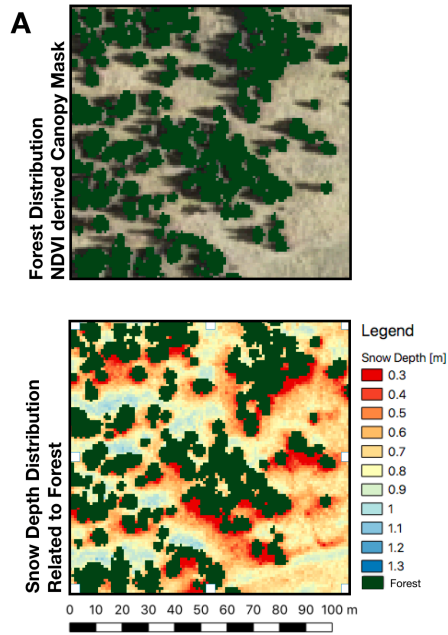 A
Forest Distribution
NDVI derived Canopy Mask
Snow Depth Distribution
Related to Forest
Legend
Snow Depth [m]
0.3
0.4
0.5
0.6
0.7
0.8
0.9
1
1.1
1.2
1.3
Forest
0 10 20 30 40 50 60 70 80 90 100 m